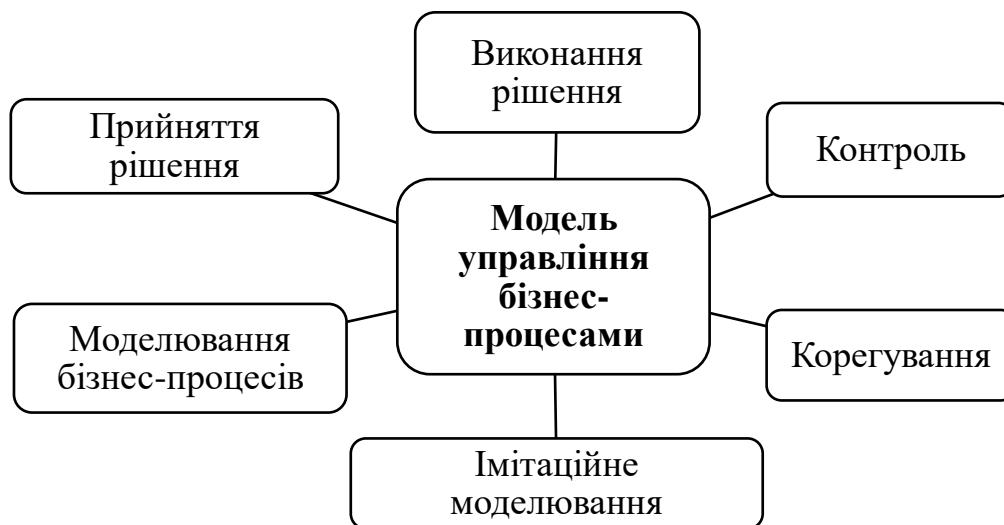 Виконання
рішення
Прийняття
рішення
Контроль
Модель
управління
бізнес-
процесами
Моделювання
бізнес-процесів
Корегування
Імітаційне
моделювання